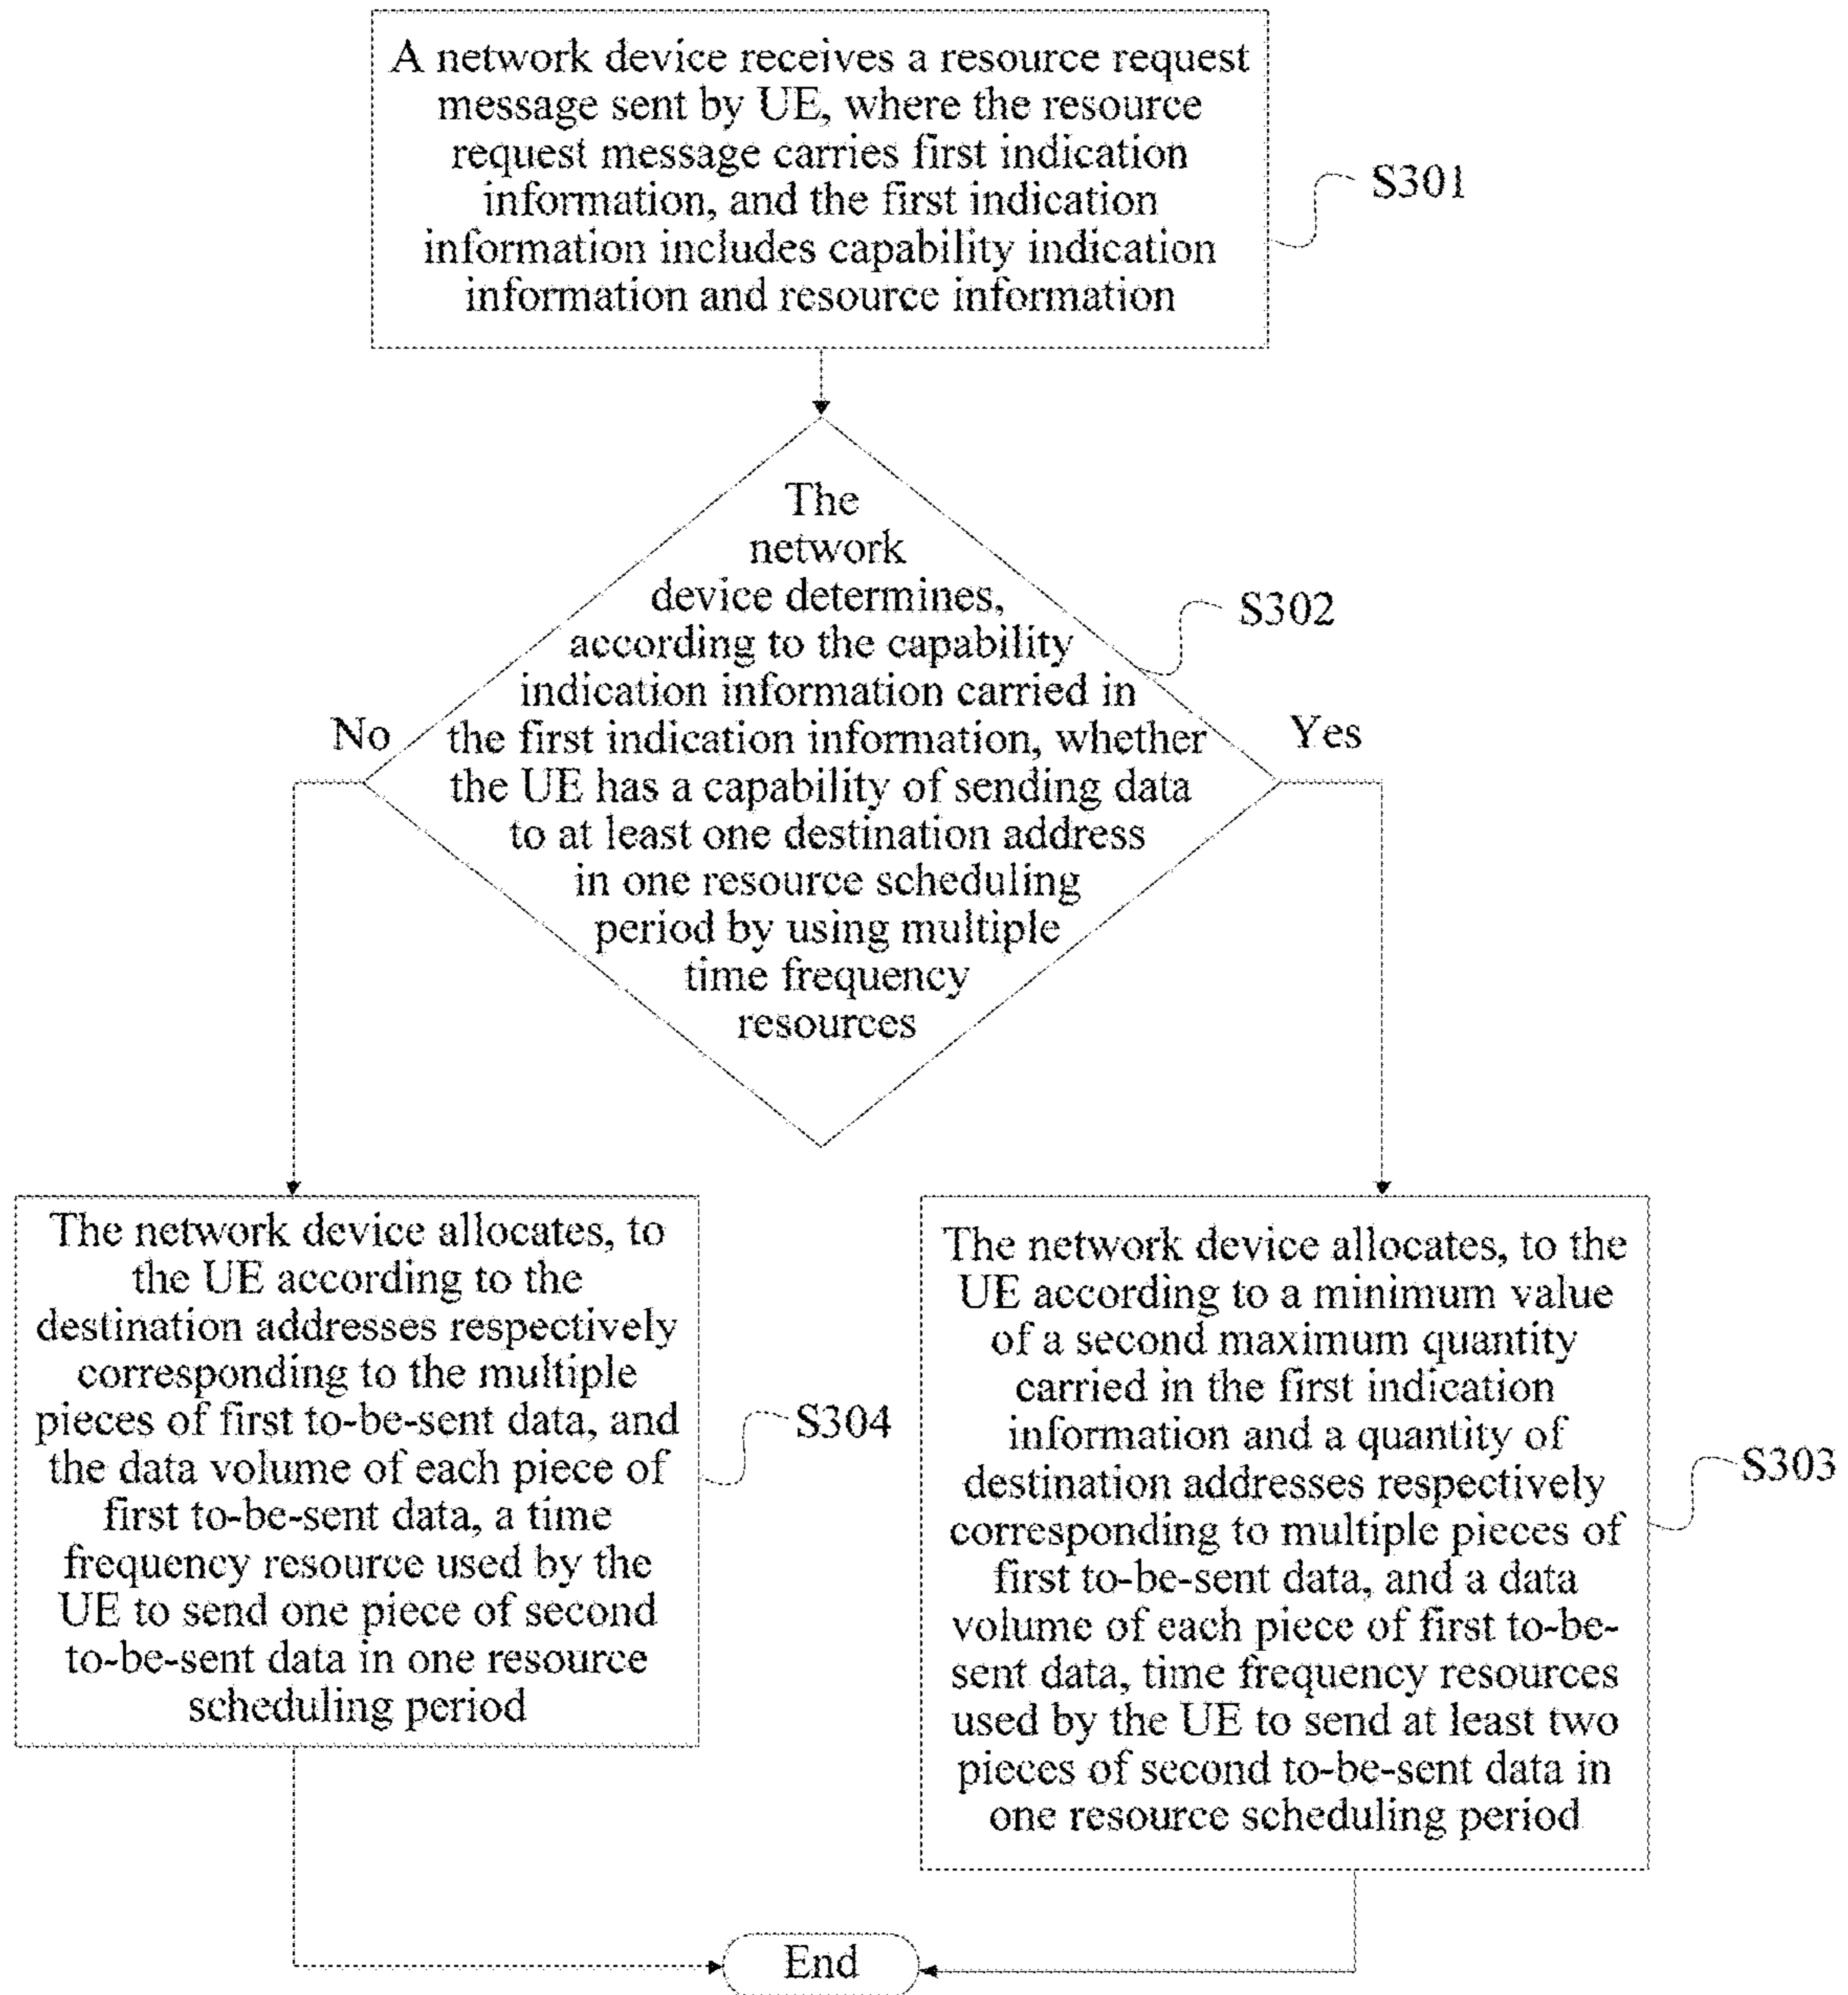 A network device receives a resource request
message sent by UE, where the resource
request message carries first indication
information, and the first indication
information includes capability indication
information and resource information
S301
The
network
device determines,
according to the capability
indication information carried in
the first indication information, whether
the UE has a capability of sending data
to at least one destination address
in one resource scheduling
period by using multiple
time frequency
resources
S302
No
Yes
The network device allocates, to
the UE according to the
destination addresses respectively
corresponding to the multiple
pieces of first to-be-sent data, and
the data volume of each piece of
first to-be-sent data, a time
frequency resource used by the
UE to send one piece of second
to-be-sent data in one resource
scheduling period
S304
The network device allocates, to the
UE according to a minimum value
of a second maximum quantity
carried in the first indication
information and a quantity of
destination addresses respectively
corresponding to multiple pieces of
first to-be-sent data, and a data
volume of each piece of first to-be-
sent data, time frequency resources
used by the UE to send at least two
pieces of second to-be-sent data in
one resource scheduling period
S303
End